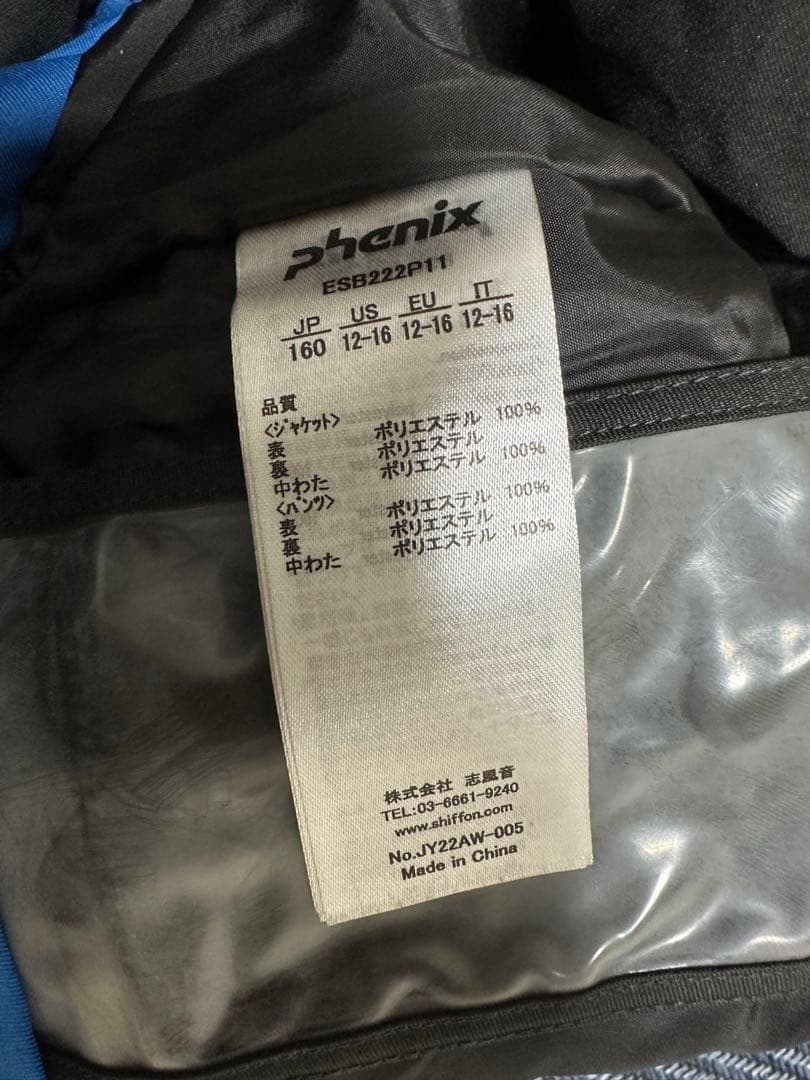 phenix
ESB222P11
JP US EU IT
160 12-16 12-16 12-16
品質
<ジャケット>
表 ポリエステル 100%
裏 ポリエステル
中わた ポリエステル 100%
<パンツ>
表 ポリエステル 100%
裏 ポリエステル
中わた ポリエステル 100%
株式会社 志風音
TEL:03-6661-9240
www.shiffon.com
No.JY22AW-005
Made in China